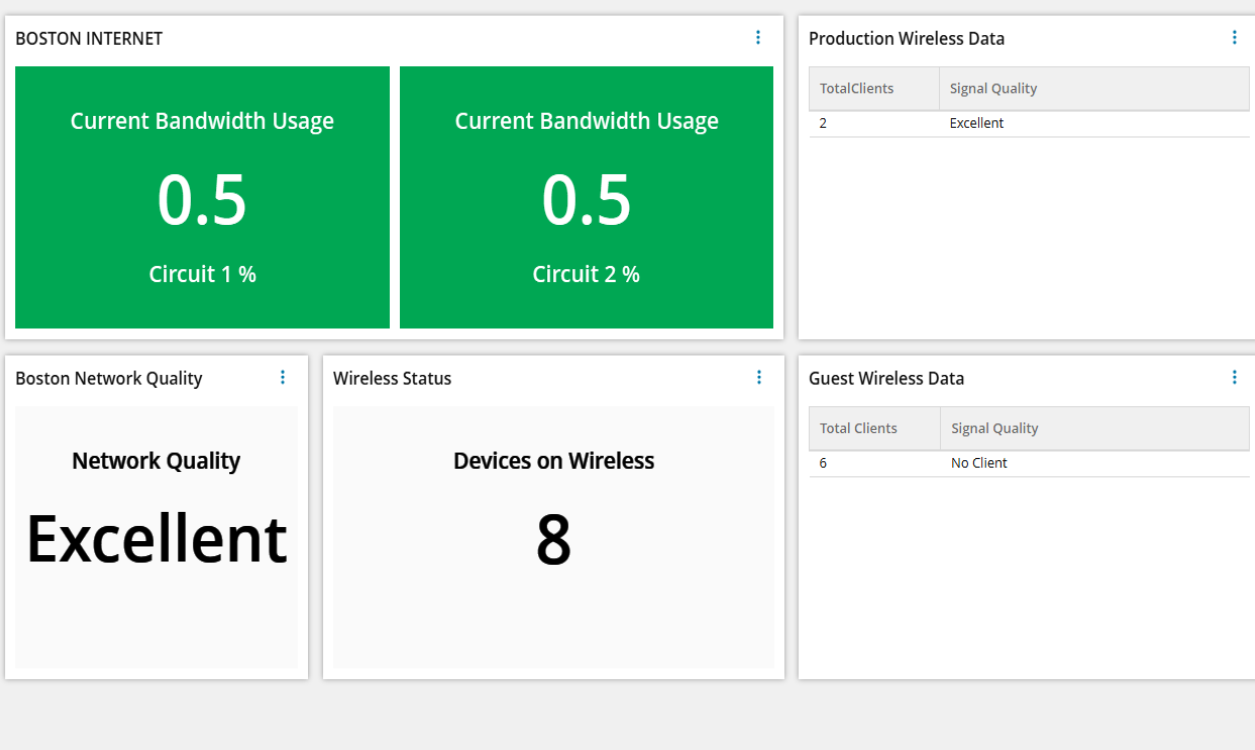 BOSTON INTERNET
Current Bandwidth Usage
0.5
Circuit 1 %
Current Bandwidth Usage
0.5
Circuit 2 %
Production Wireless Data
TotalClients Signal Quality
2 Excellent
Boston Network Quality
Network Quality
Excellent
Wireless Status
Devices on Wireless
8
Guest Wireless Data
Total Clients Signal Quality
6 No Client